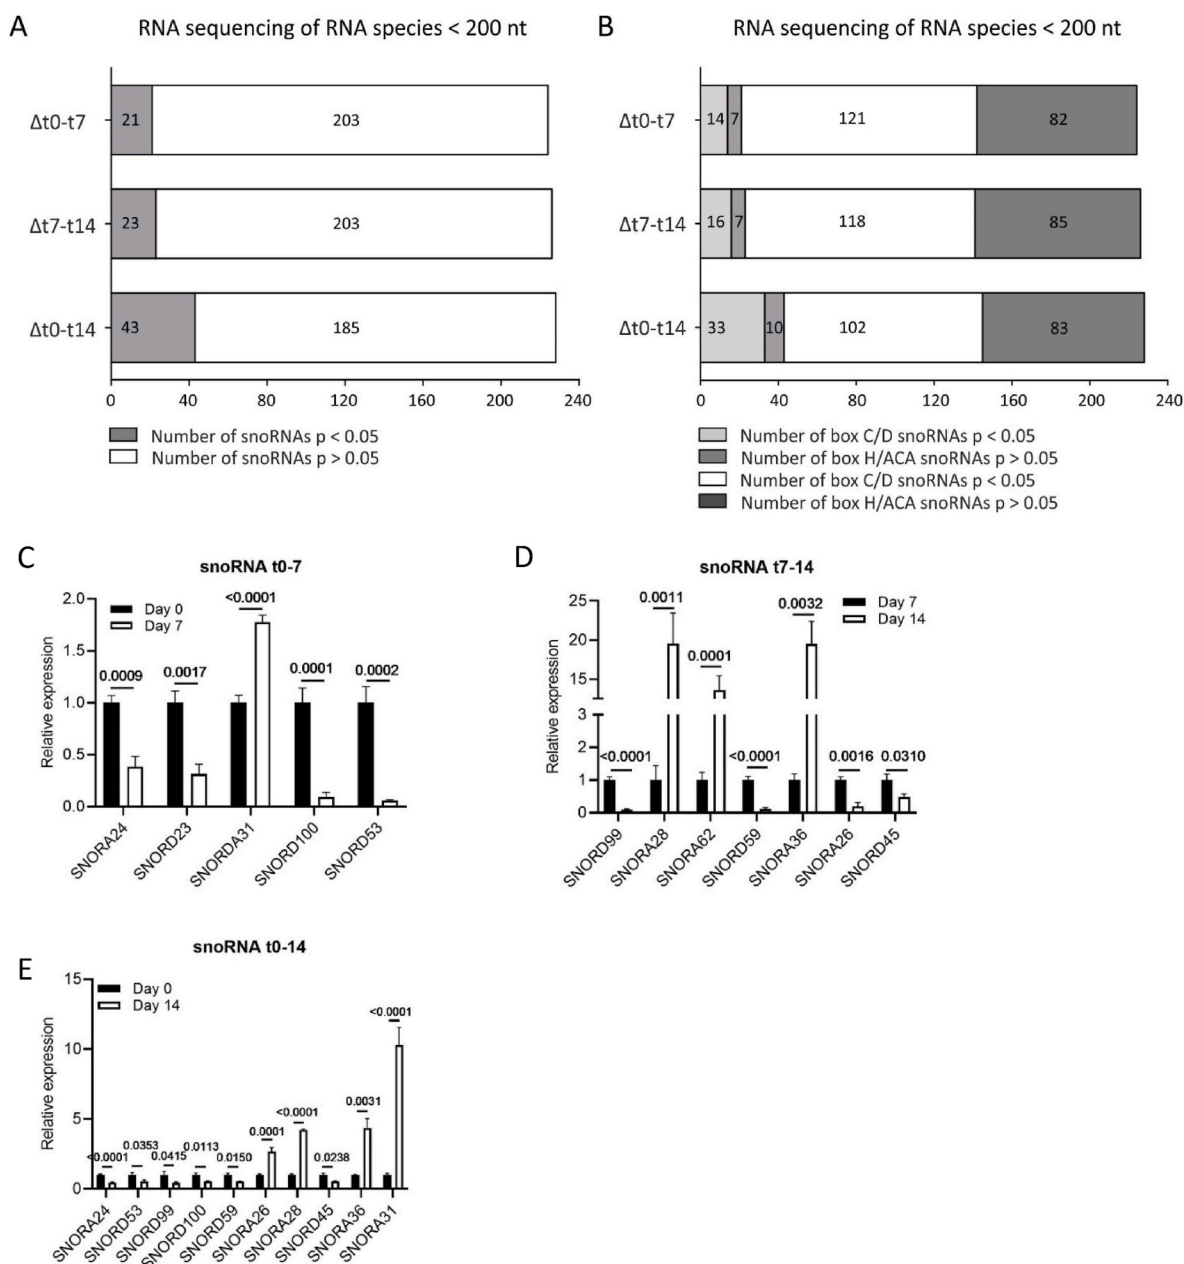 A
RNA sequencing of RNA species < 200 nt
Δt0-t7
21
203
Δt7-t14
23
203
Δt0-t14
43
185
0
40
80
120
160
200
240
Number of snoRNAs p < 0.05
Number of snoRNAs p > 0.05
B
RNA sequencing of RNA species < 200 nt
Δt0-t7
14
7
121
82
Δt7-t14
16
7
118
85
Δt0-t14
33
10
102
83
0
40
80
120
160
200
240
Number of box C/D snoRNAs p < 0.05
Number of box H/ACA snoRNAs p > 0.05
Number of box C/D snoRNAs p < 0.05
Number of box H/ACA snoRNAs p > 0.05
C
snoRNA t0-7
Relative expression
2.0
1.5
1.0
0.5
0.0
Day 0
Day 7
0.0009
0.0017
<0.0001
0.0001
0.0002
SNORA24
SNORD23
SNORDA31
SNORD100
SNORD53
D
snoRNA t7-14
Relative expression
25
20
15
3
2
1
0
Day 7
Day 14
<0.0001
0.0011
0.0001
<0.0001
0.0032
0.0016
0.0310
SNORD99
SNORA28
SNORA62
SNORD59
SNORA36
SNORA26
SNORD45
E
snoRNA t0-14
Relative expression
15
10
5
0
Day 0
Day 14
<0.0001
0.0353
0.0415
0.0113
0.0150
0.0001
<0.0001
0.0238
0.0031
<0.0001
SNORA24
SNORD53
SNORD99
SNORD100
SNORD59
SNORA26
SNORA28
SNORD45
SNORA36
SNORA31